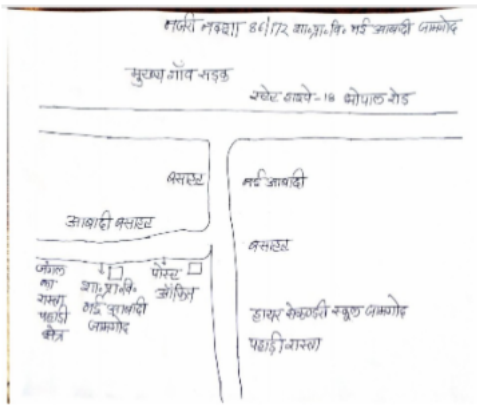 नजरी नक्शा 86/172 शा॰प्रा॰वि॰ नई आबादी जामगोद
मुख्य गाँव सड़क
स्टेट हाइवे-18 भोपाल रोड
बसाहट
नई आबादी
आबादी बसाहट
बसाहट
जंगल
का
रास्ता
पहाड़ी
क्षेत्र
शा॰प्रा॰वि॰
नई आबादी
जामगोद
पोस्ट
ऑफिस
हायर सेकण्डरी स्कूल जामगोद
पहाड़ी रास्ता